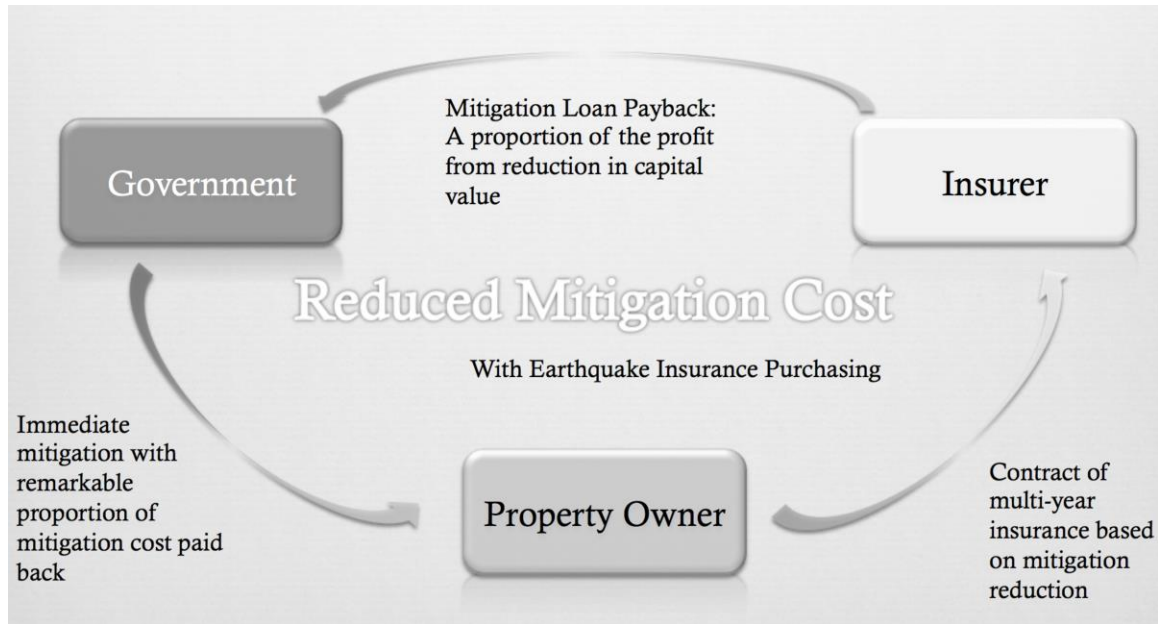 Mitigation Loan Payback:
A proportion of the profit
from reduction in capital
value
Government
Insurer
Reduced Mitigation Cost
With Earthquake Insurance Purchasing
Immediate
mitigation with
remarkable
proportion of
mitigation cost paid
back
Property Owner
Contract of
multi-year
insurance based
on mitigation
reduction